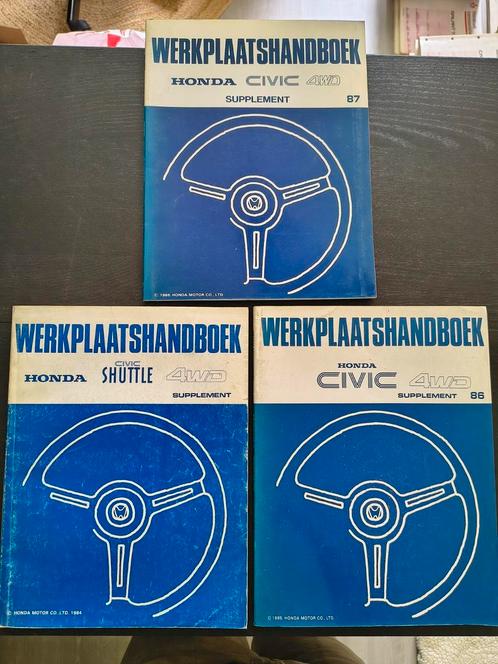 WERKPLAATSHANDBOEK
HONDA CIVIC 4WD
SUPPLEMENT 87
© 1986 HONDA MOTOR CO., LTD.
WERKPLAATSHANDBOEK
HONDA CIVIC SHUTTLE 4WD
SUPPLEMENT
© HONDA MOTOR CO., LTD. 1984
WERKPLAATSHANDBOEK
HONDA
CIVIC 4WD
SUPPLEMENT 86
© 1985 HONDA MOTOR CO., LTD.